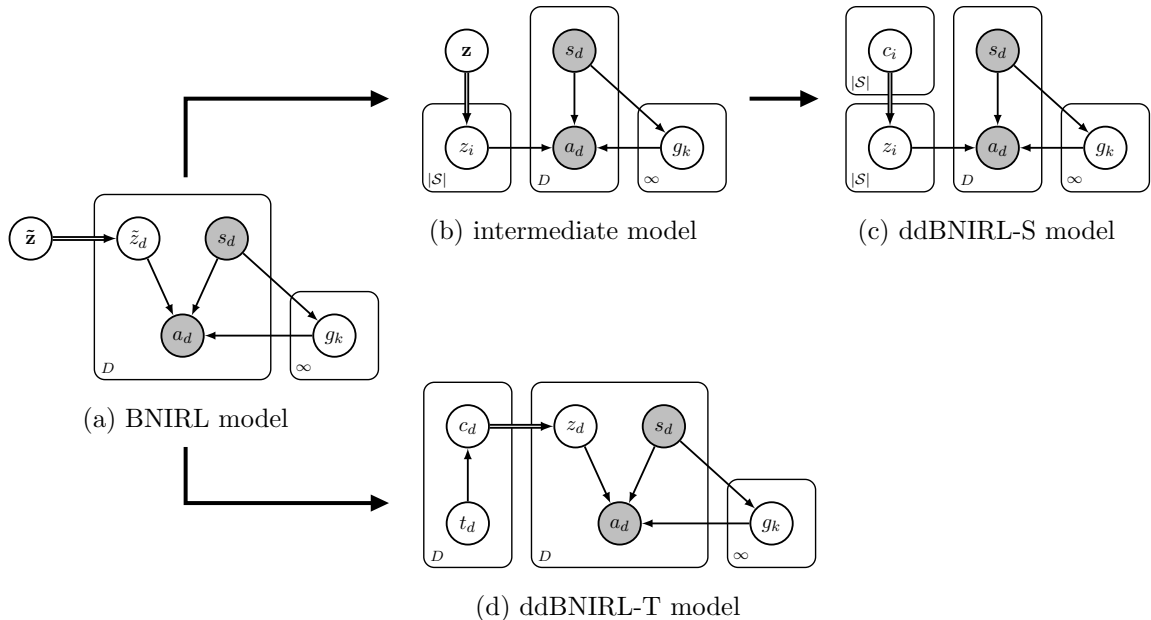 z
s_d
c_i
s_d
z_i
a_d
g_k
z_i
a_d
g_k
|S|
D
∞
|S|
|S|
D
∞
(b) intermediate model
(c) ddBNIRL-S model
z̃
z̃_d
s_d
a_d
g_k
D
∞
(a) BNIRL model
c_d
z_d
s_d
t_d
a_d
g_k
D
D
∞
(d) ddBNIRL-T model